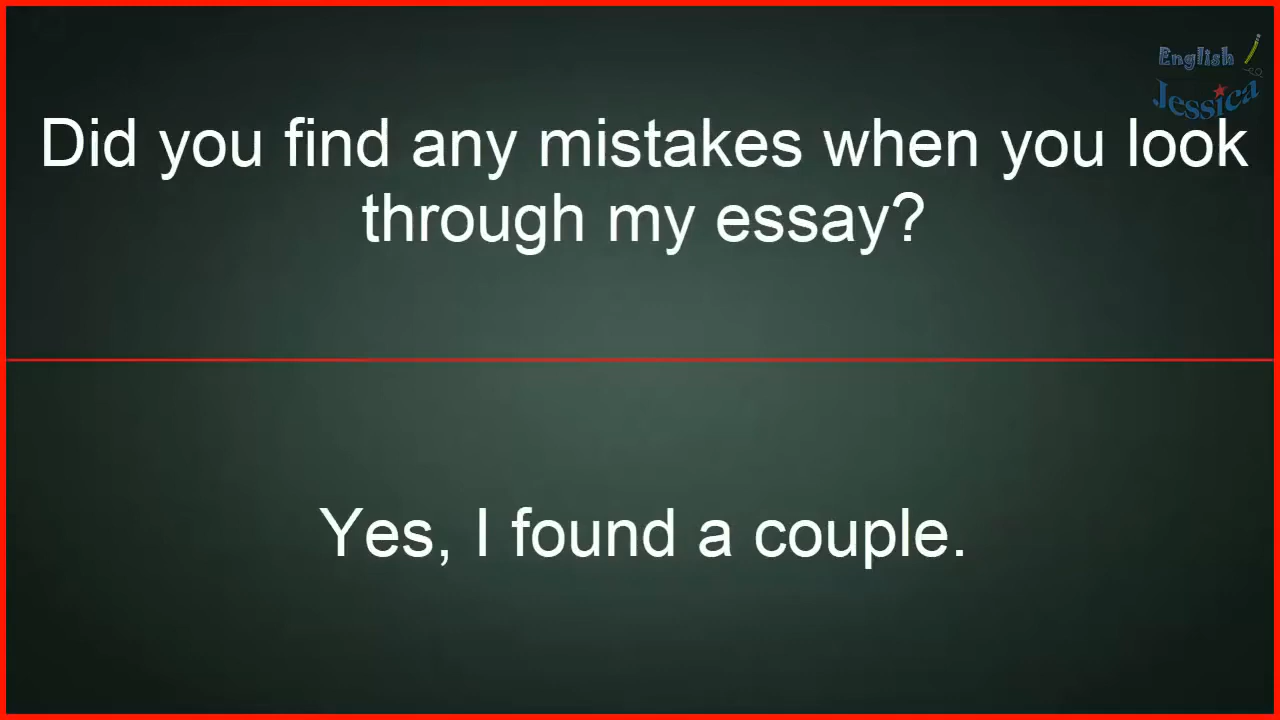 English
Jessica
Did you find any mistakes when you look
through my essay?
Yes, I found a couple.